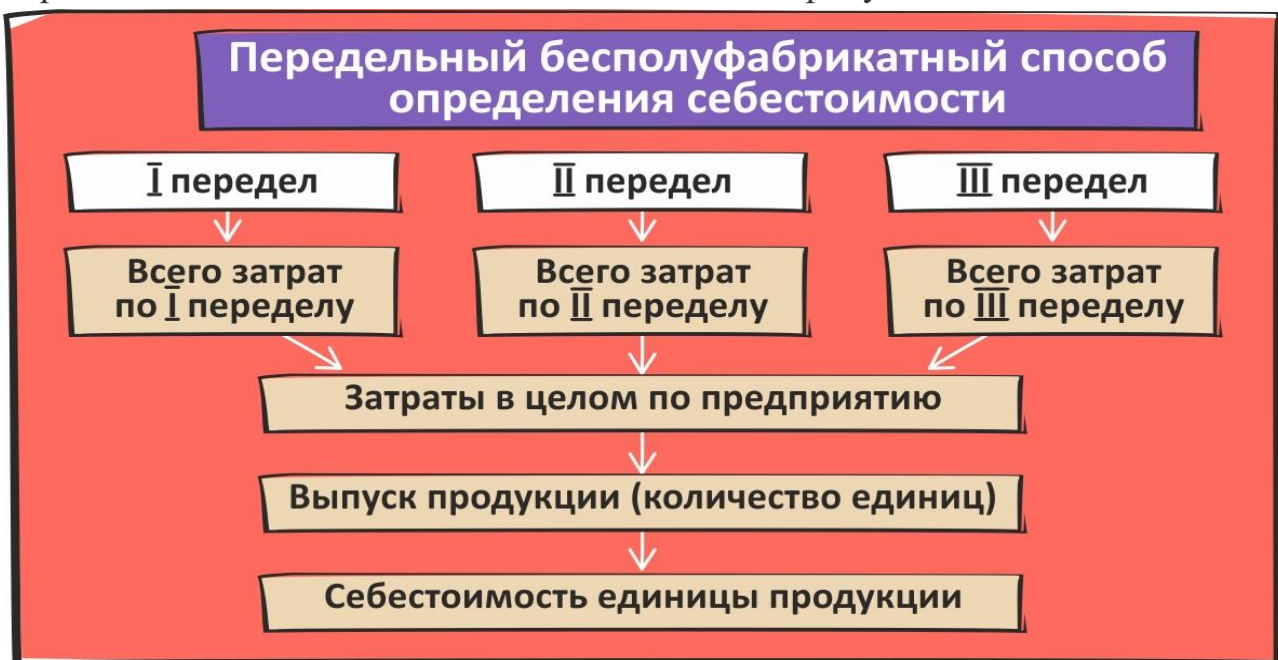 Передельный бесполуфабрикатный способ
определения себестоимости
I передел
II передел
III передел
Всего затрат
по I переделу
Всего затрат
по II переделу
Всего затрат
по III переделу
Затраты в целом по предприятию
Выпуск продукции (количество единиц)
Себестоимость единицы продукции